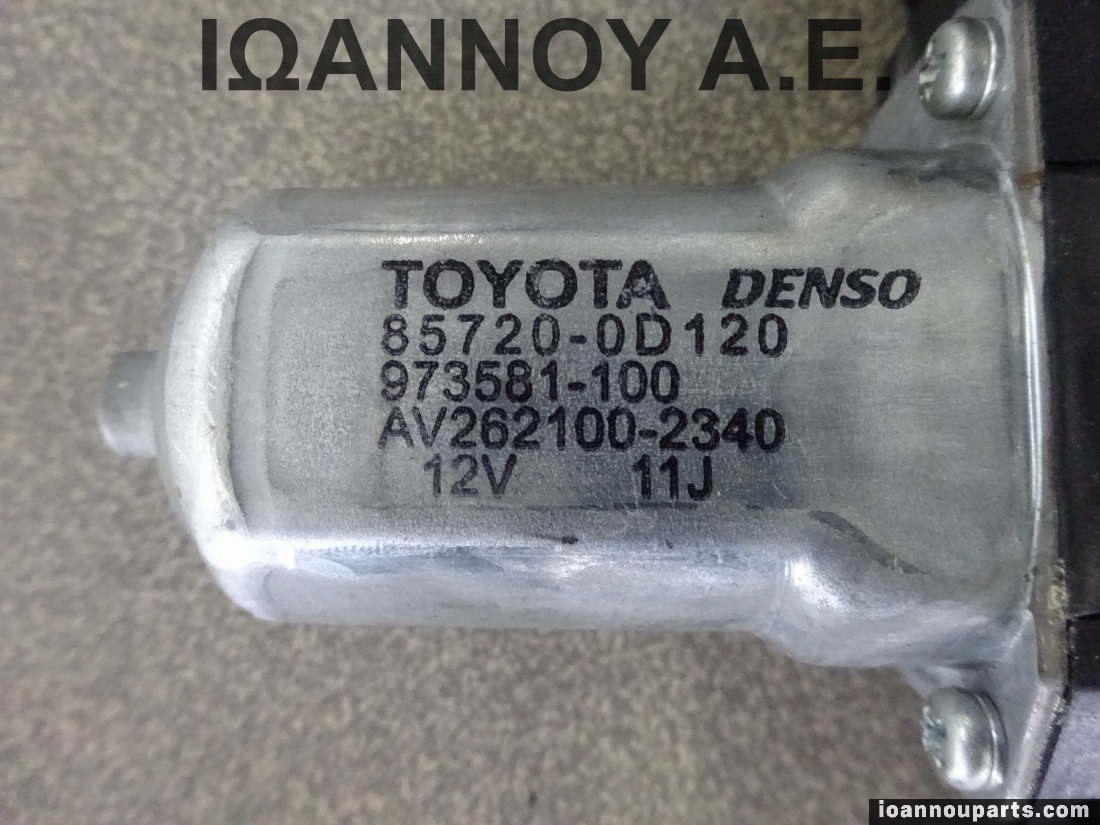 ΙΩΑΝΝΟΥ Α.Ε.
TOYOTA DENSO
85720-0D120
973581-100
AV262100-2340
12V 11J
ioannouparts.com